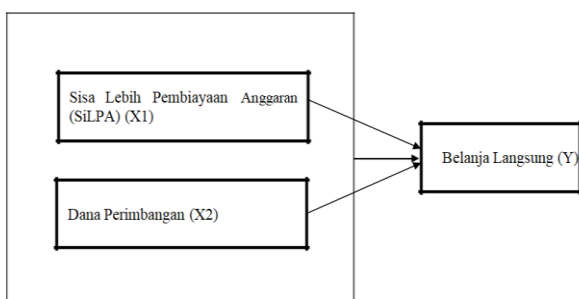 Sisa Lebih Pembiayaan Anggaran
(SiLPA) (X1)
Belanja Langsung (Y)
Dana Perimbangan (X2)